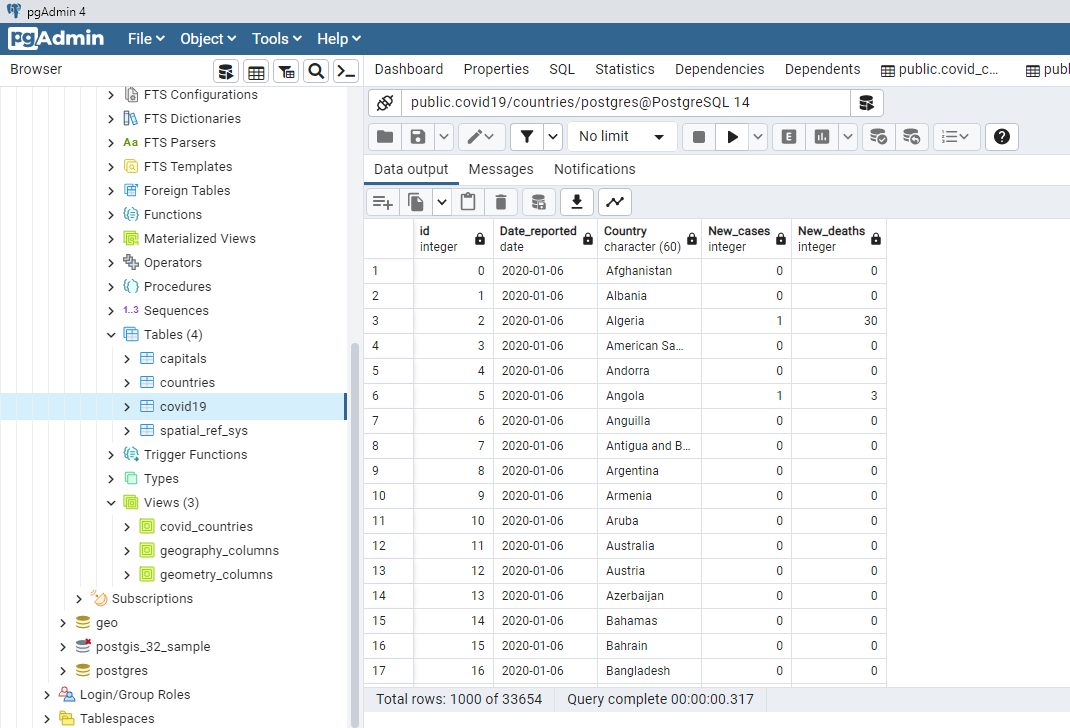 pgAdmin 4
pgAdmin File Object Tools Help
Browser
Dashboard Properties SQL Statistics Dependencies Dependents public.covid_c... publ
FTS Configurations
FTS Dictionaries
Aa FTS Parsers
FTS Templates
Foreign Tables
Functions
Materialized Views
Operators
Procedures
1..3 Sequences
Tables (4)
capitals
countries
covid19
spatial_ref_sys
Trigger Functions
Types
Views (3)
covid_countries
geography_columns
geometry_columns
Subscriptions
geo
postgis_32_sample
postgres
Login/Group Roles
Tablespaces
public.covid19/countries/postgres@PostgreSQL 14
No limit E
Data output Messages Notifications
id Date_reported Country New_cases New_deaths
integer date character (60) integer integer
1 0 2020-01-06 Afghanistan 0 0
2 1 2020-01-06 Albania 0 0
3 2 2020-01-06 Algeria 1 30
4 3 2020-01-06 American Sa... 0 0
5 4 2020-01-06 Andorra 0 0
6 5 2020-01-06 Angola 1 3
7 6 2020-01-06 Anguilla 0 0
8 7 2020-01-06 Antigua and B... 0 0
9 8 2020-01-06 Argentina 0 0
10 9 2020-01-06 Armenia 0 0
11 10 2020-01-06 Aruba 0 0
12 11 2020-01-06 Australia 0 0
13 12 2020-01-06 Austria 0 0
14 13 2020-01-06 Azerbaijan 0 0
15 14 2020-01-06 Bahamas 0 0
16 15 2020-01-06 Bahrain 0 0
17 16 2020-01-06 Bangladesh 0 0
Total rows: 1000 of 33654 Query complete 00:00:00.317